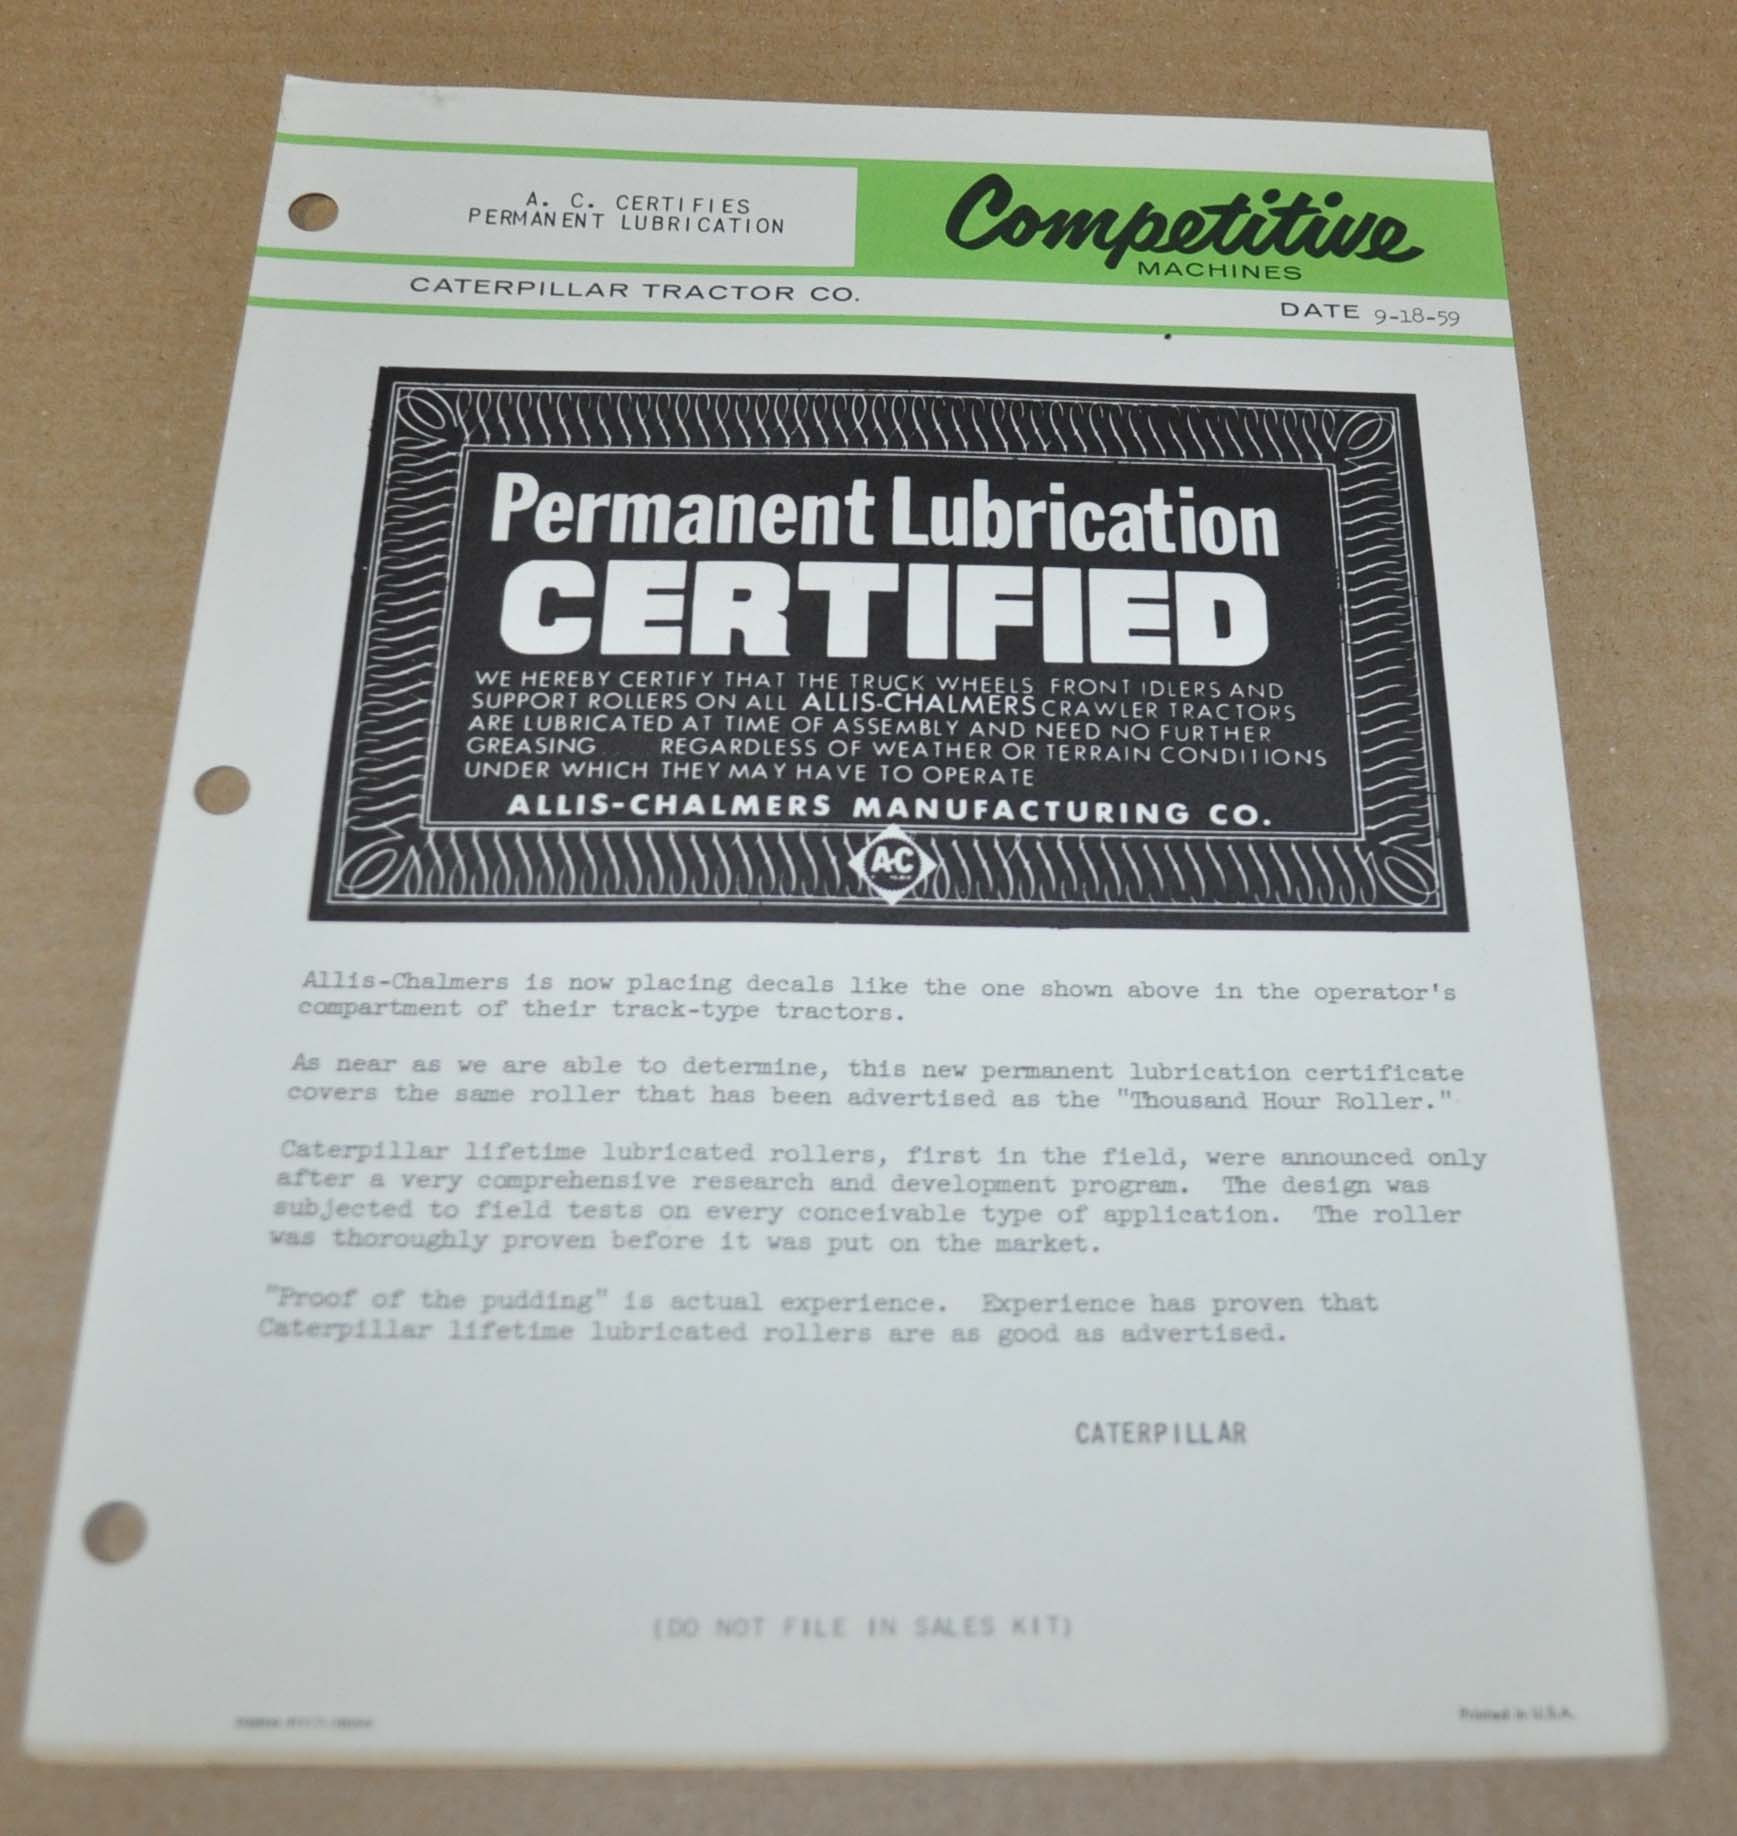 A. C. CERTIFIES
PERMANENT LUBRICATION
Competitive
MACHINES
CATERPILLAR TRACTOR CO.
DATE 9-18-59
Permanent Lubrication
CERTIFIED
WE HEREBY CERTIFY THAT THE TRUCK WHEELS FRONT IDLERS AND
SUPPORT ROLLERS ON ALL ALLIS-CHALMERS CRAWLER TRACTORS
ARE LUBRICATED AT TIME OF ASSEMBLY AND NEED NO FURTHER
GREASING REGARDLESS OF WEATHER OR TERRAIN CONDITIONS
UNDER WHICH THEY MAY HAVE TO OPERATE
ALLIS-CHALMERS MANUFACTURING CO.
A-C
Allis-Chalmers is now placing decals like the one shown above in the operator's
compartment of their track-type tractors.
As near as we are able to determine, this new permanent lubrication certificate
covers the same roller that has been advertised as the "Thousand Hour Roller."
Caterpillar lifetime lubricated rollers, first in the field, were announced only
after a very comprehensive research and development program. The design was
subjected to field tests on every conceivable type of application. The roller
was thoroughly proven before it was put on the market.
"Proof of the pudding" is actual experience. Experience has proven that
Caterpillar lifetime lubricated rollers are as good as advertised.
CATERPILLAR
(DO NOT FILE IN SALES KIT)
Printed in U.S.A.